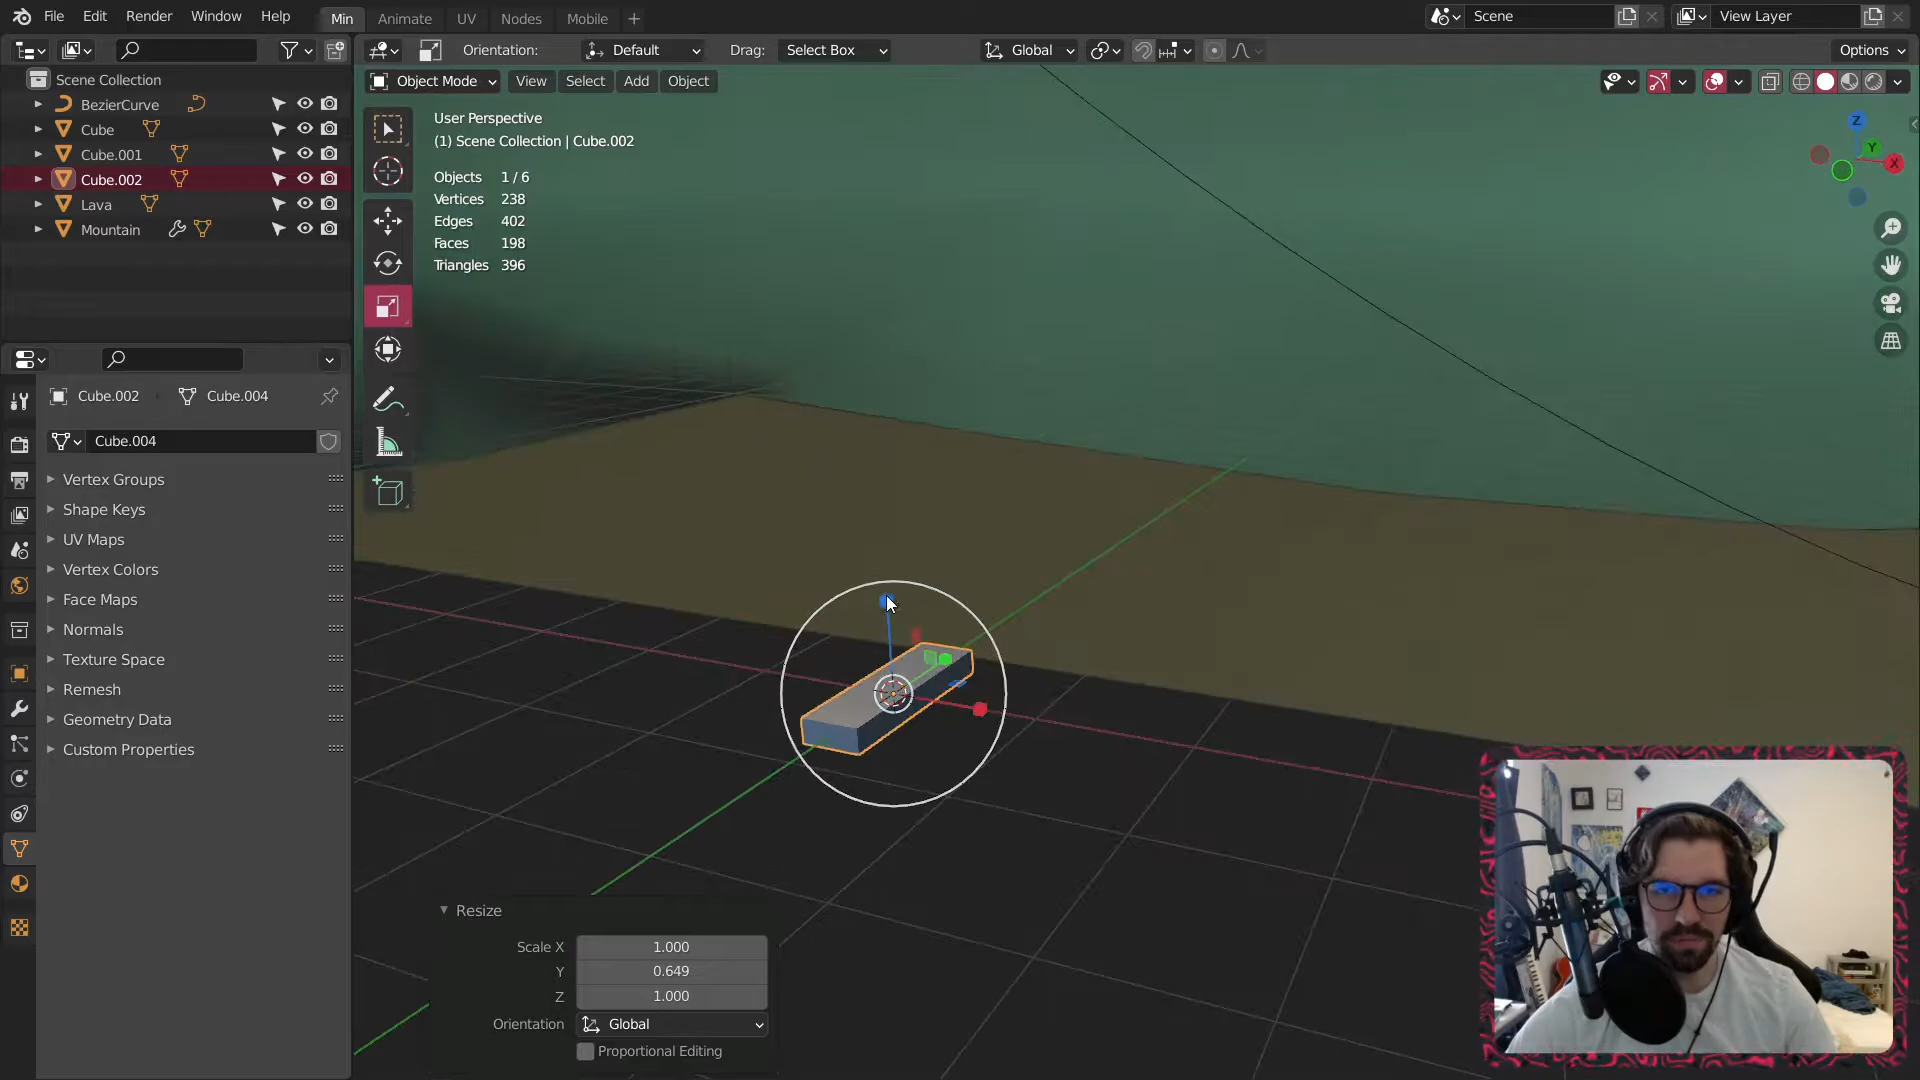 File Edit Render Window Help Min Animate UV Nodes Mobile
Scene
View Layer
Orientation: Default Drag: Select Box Global Options
Scene Collection
BezierCurve
Cube
Cube.001
Cube.002
Lava
Mountain
Object Mode View Select Add Object
User Perspective
(1) Scene Collection | Cube.002
Objects 1 / 6
Vertices 238
Edges 402
Faces 198
Triangles 396
Z
Y
X
Cube.002 Cube.004
Cube.004
Vertex Groups
Shape Keys
UV Maps
Vertex Colors
Face Maps
Normals
Texture Space
Remesh
Geometry Data
Custom Properties
Resize
Scale X 1.000
Y 0.649
Z 1.000
Orientation Global
Proportional Editing